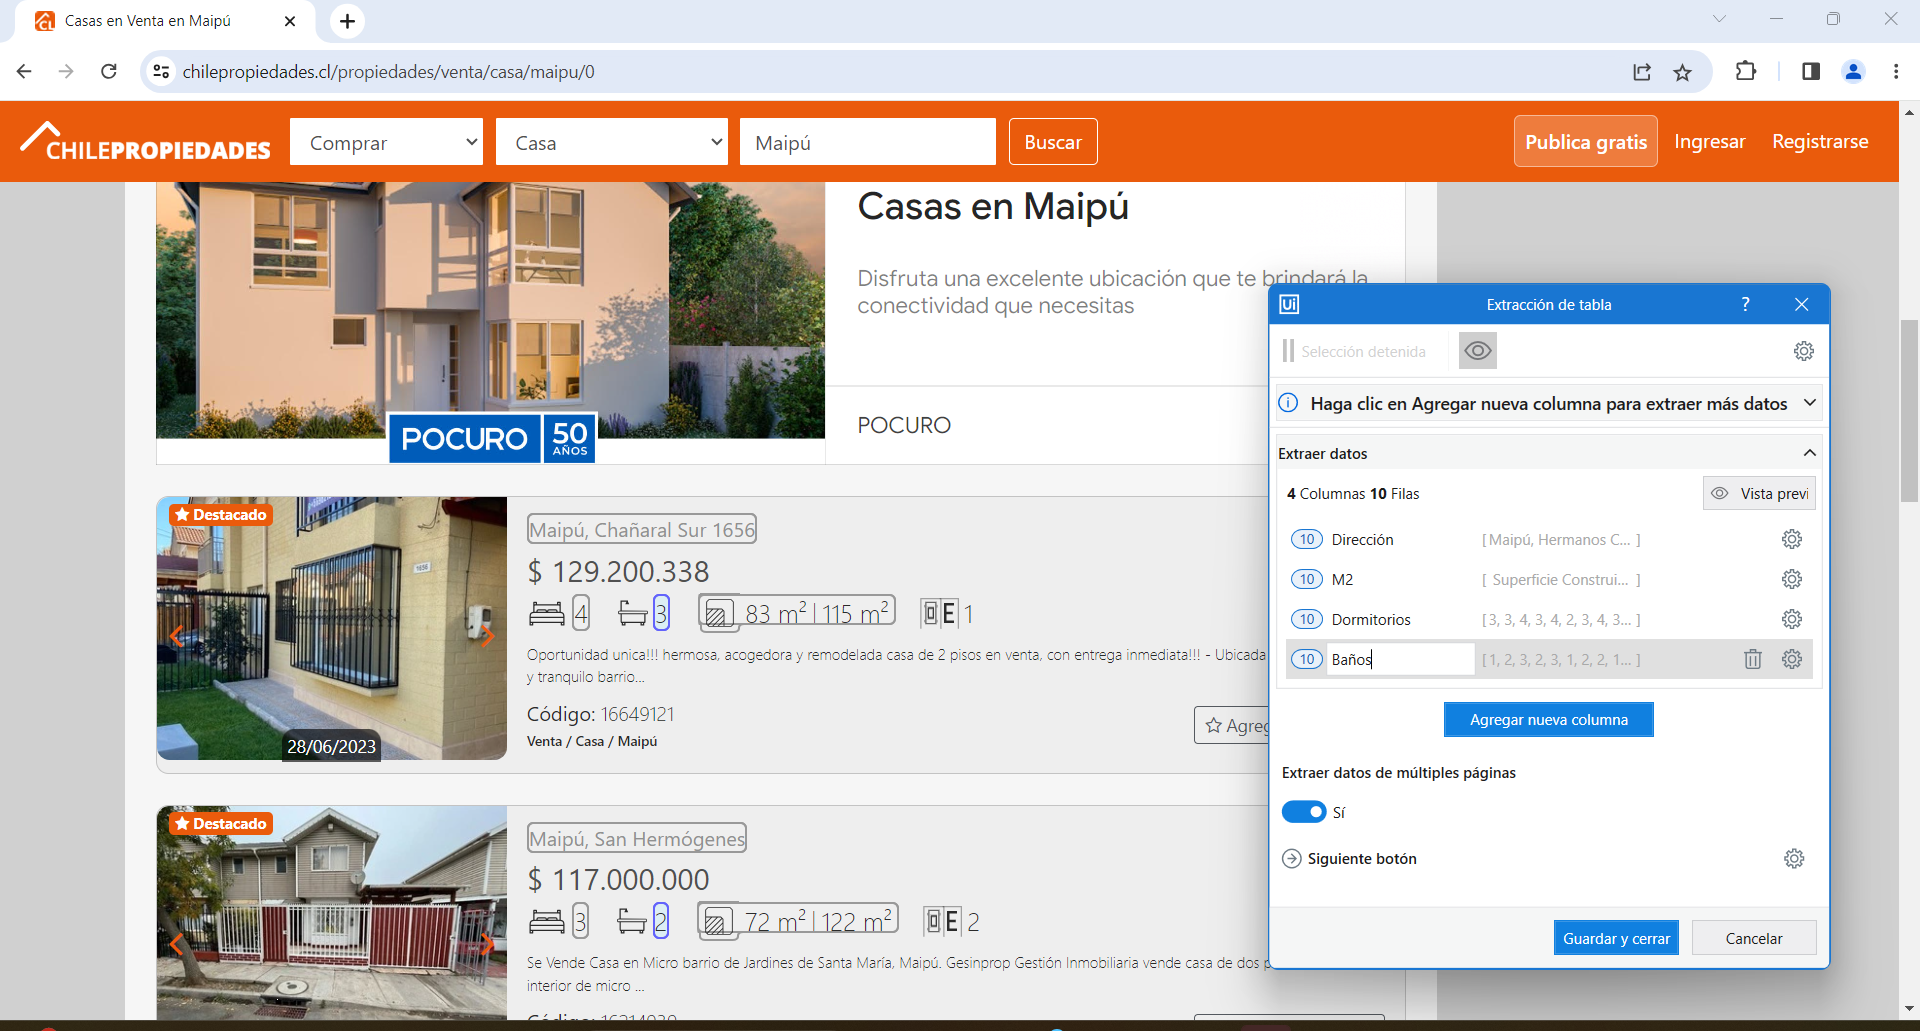 Casas en Venta en Maipú
chilepropiedades.cl/propiedades/venta/casa/maipu/0
CHILEPROPIEDADES
Comprar
Casa
Maipú
Buscar
Publica gratis
Ingresar
Registrarse
Casas en Maipú
Disfruta una excelente ubicación que te brindará la
conectividad que necesitas
POCURO
50
AÑOS
POCURO
Destacado
1656
28/06/2023
Maipú, Chañaral Sur 1656
$ 129.200.338
4 3 83 m² | 115 m² E 1
Oportunidad unica!!! hermosa, acogedora y remodelada casa de 2 pisos en venta, con entrega inmediata!!! - Ubicada
y tranquilo barrio...
Código: 16649121
Venta / Casa / Maipú
Agreg
Destacado
Maipú, San Hermógenes
$ 117.000.000
3 2 72 m² | 122 m² E 2
Se Vende Casa en Micro barrio de Jardines de Santa María, Maipú. Gesinprop Gestión Inmobiliaria vende casa de dos p
interior de micro ...
Ui
Extracción de tabla
?
Selección detenida
Haga clic en Agregar nueva columna para extraer más datos
Extraer datos
4 Columnas 10 Filas
Vista previ
10 Dirección [ Maipú, Hermanos C... ]
10 M2 [ Superficie Construi... ]
10 Dormitorios [ 3, 3, 4, 3, 4, 2, 3, 4, 3... ]
10 Baños [ 1, 2, 3, 2, 3, 1, 2, 2, 1... ]
Agregar nueva columna
Extraer datos de múltiples páginas
Sí
Siguiente botón
Guardar y cerrar
Cancelar